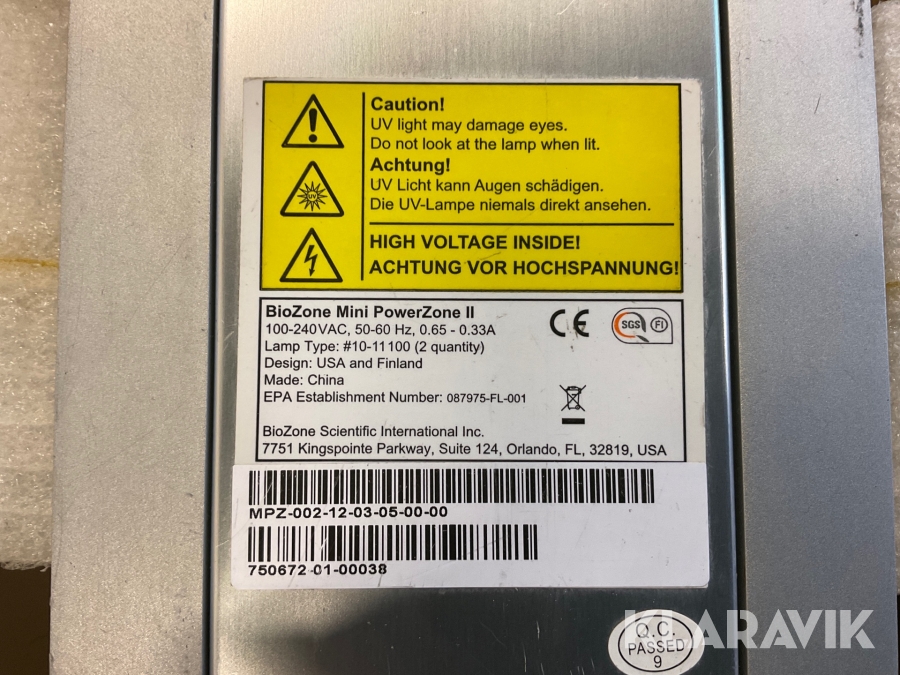 Caution!
UV light may damage eyes.
Do not look at the lamp when lit.
Achtung!
UV Licht kann Augen schädigen.
Die UV-Lampe niemals direkt ansehen.
UV
HIGH VOLTAGE INSIDE!
ACHTUNG VOR HOCHSPANNUNG!
BioZone Mini PowerZone II
100-240VAC, 50-60 Hz, 0.65 - 0.33A
Lamp Type: #10-11100 (2 quantity)
Design: USA and Finland
Made: China
EPA Establishment Number: 087975-FL-001
CE
SGS FI
BioZone Scientific International Inc.
7751 Kingspointe Parkway, Suite 124, Orlando, FL, 32819, USA
MPZ-002-12-03-05-00-00
750672-01-00038
Q.C.
PASSED
9
KLARAVIK